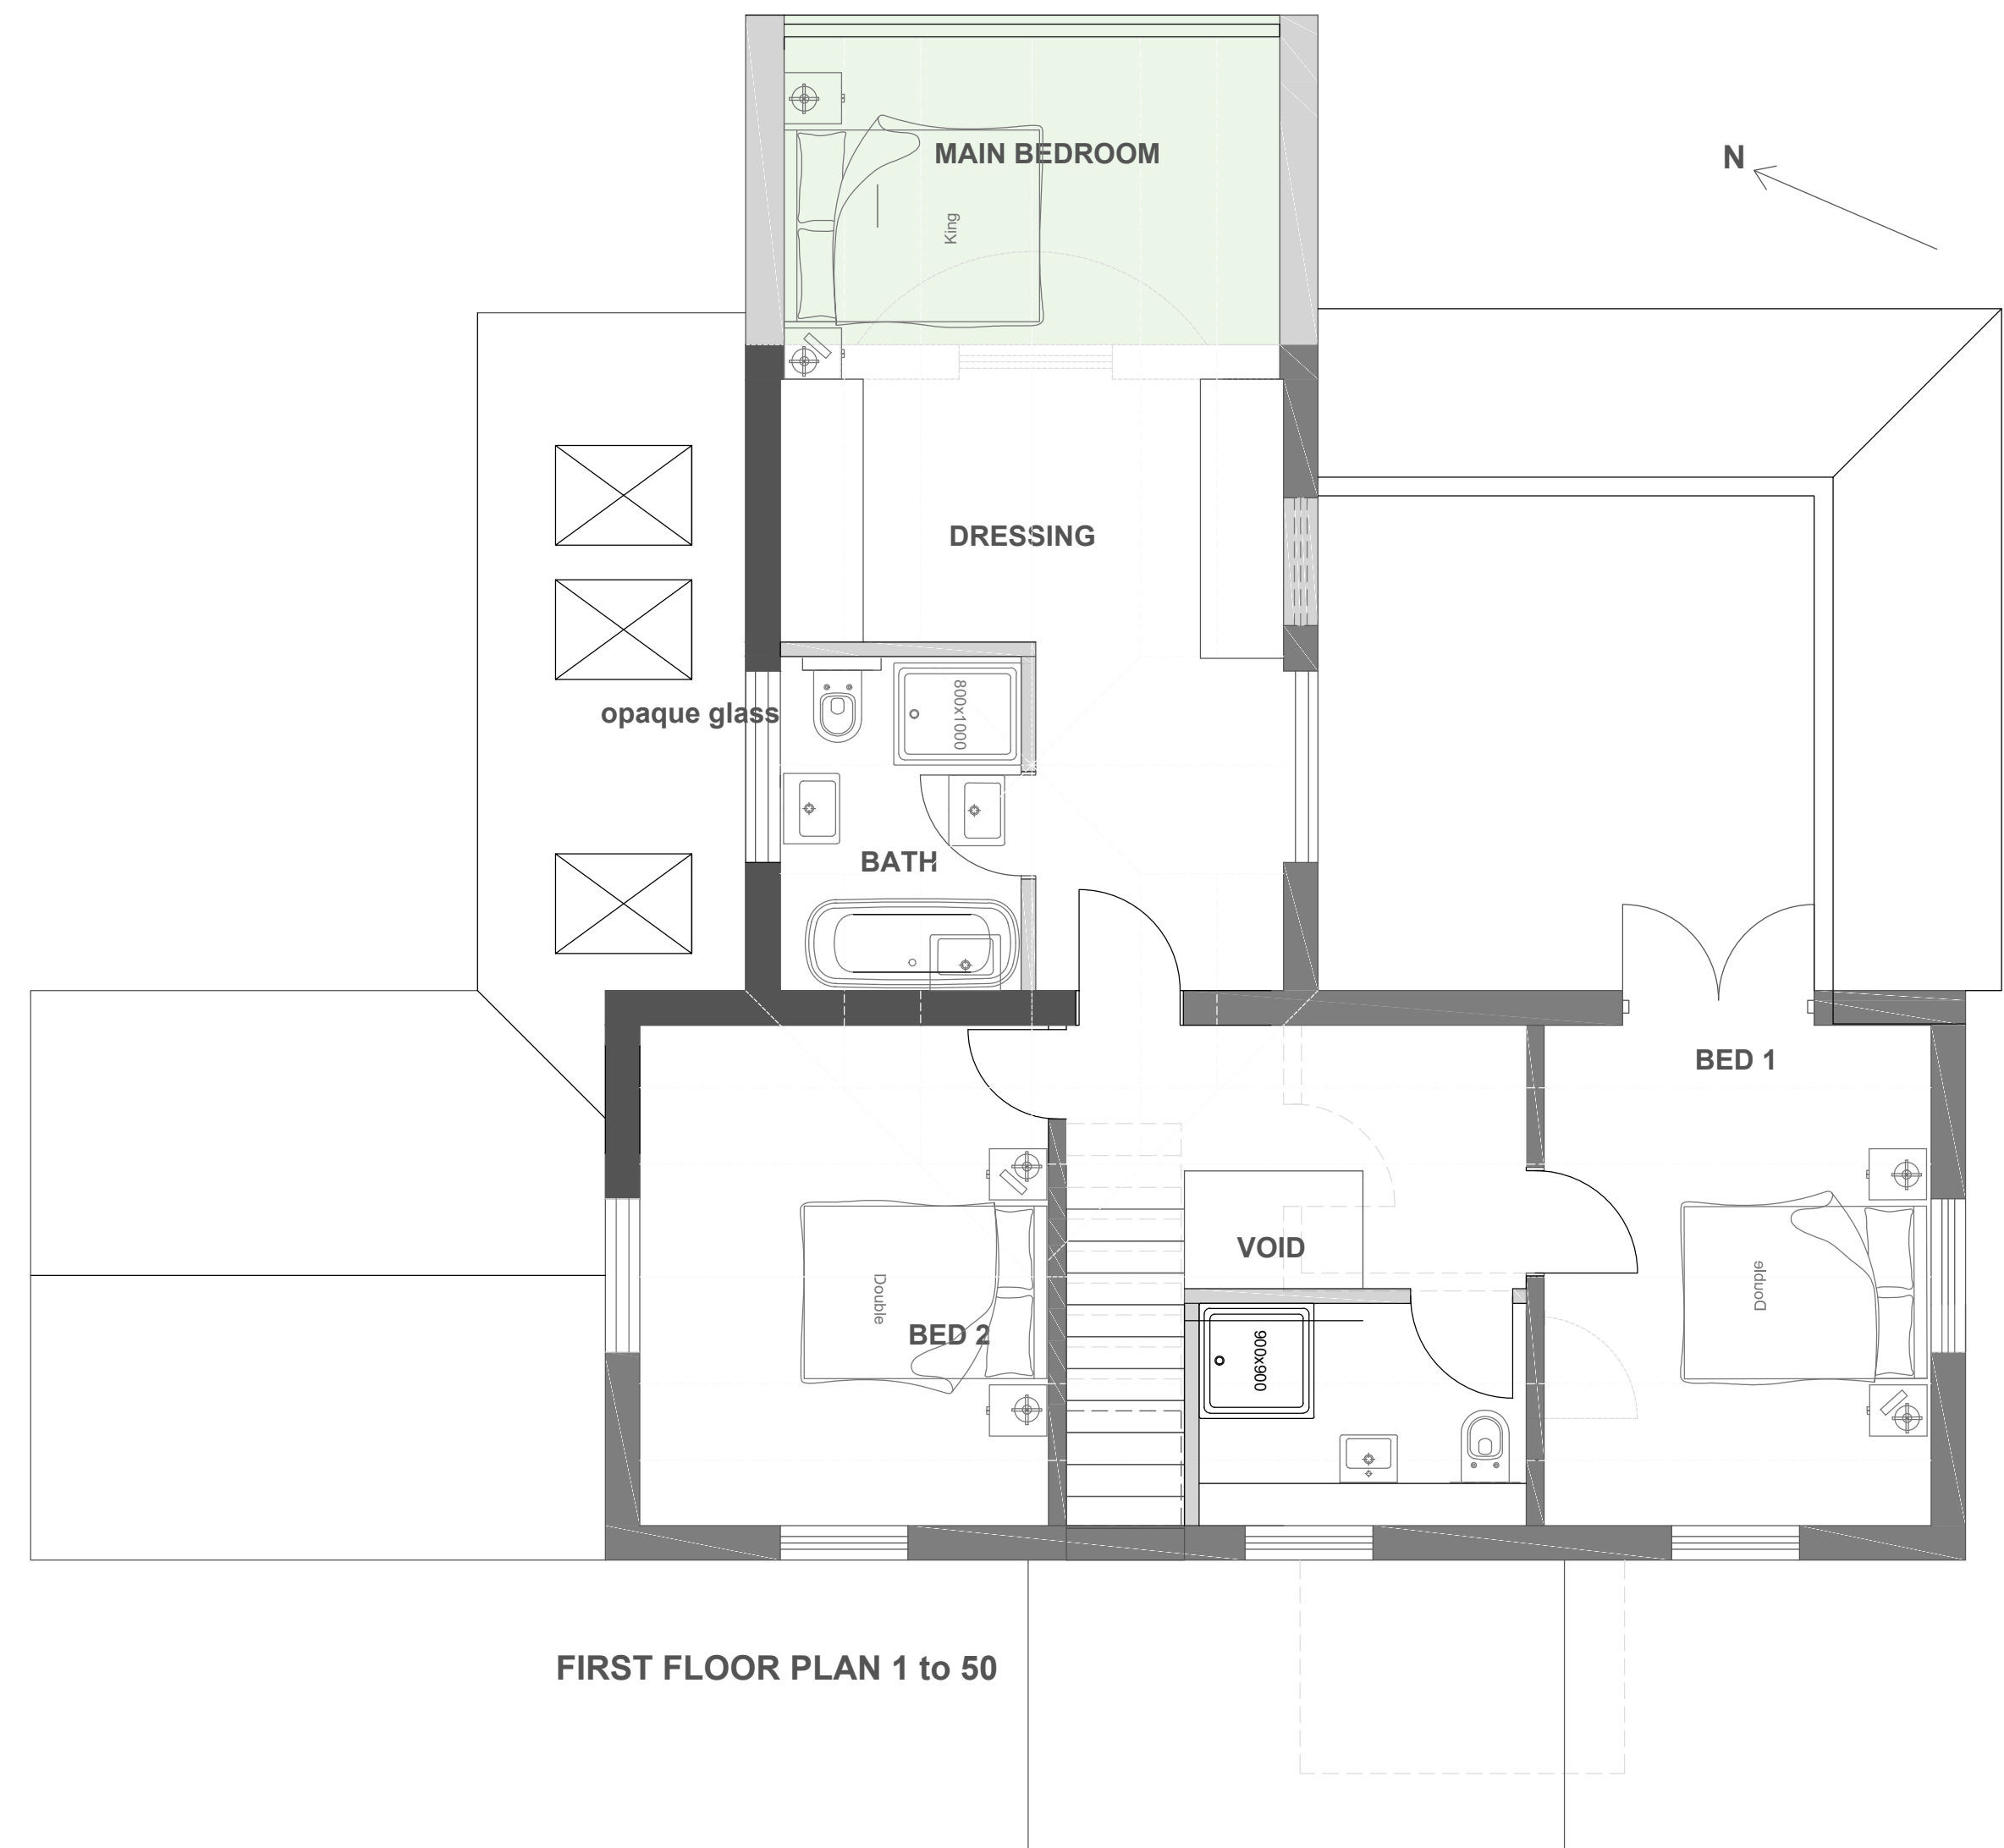 MAIN BEDROOM
N
King
DRESSING
800x1000
opaque glass
BATH
BED 1
VOID
Double
Double
BED 2
900x900
FIRST FLOOR PLAN 1 to 50